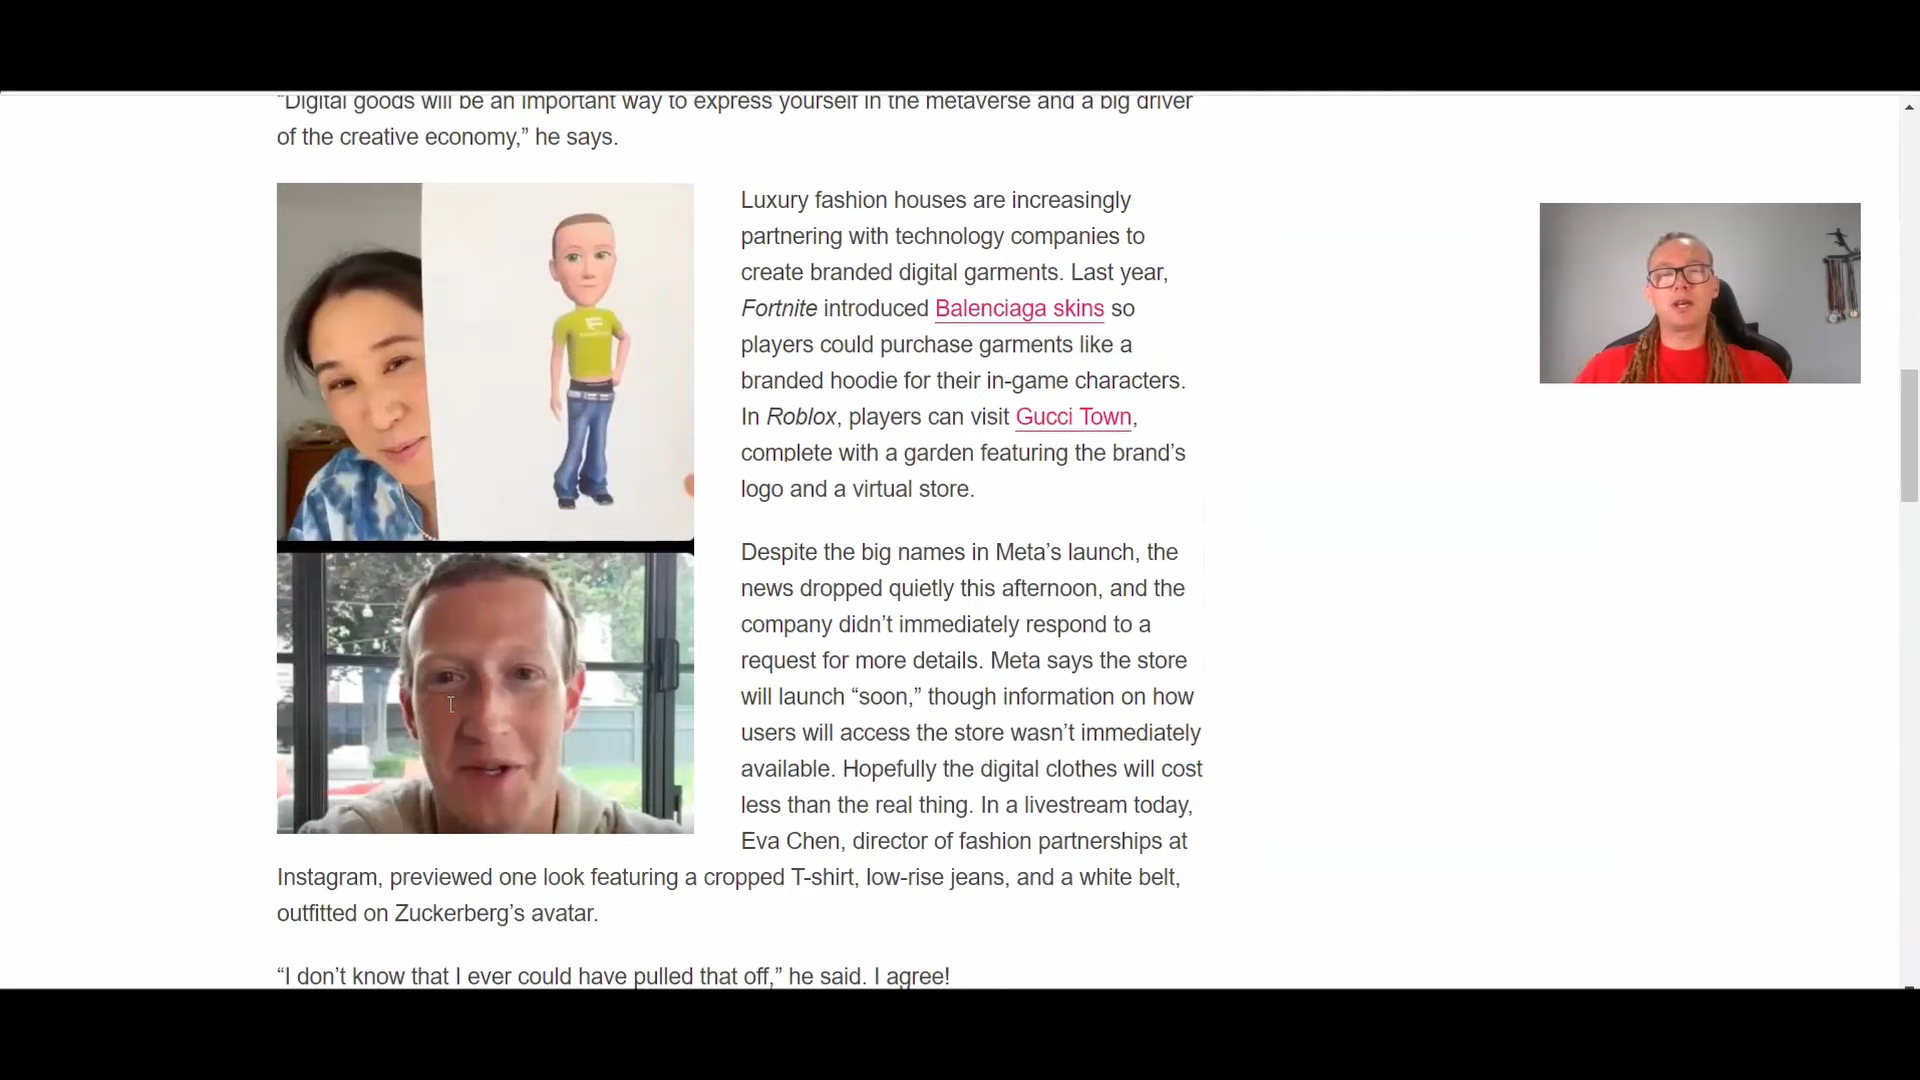 “Digital goods will be an important way to express yourself in the metaverse and a big driver
of the creative economy,” he says.
Luxury fashion houses are increasingly
partnering with technology companies to
create branded digital garments. Last year,
Fortnite introduced Balenciaga skins so
players could purchase garments like a
branded hoodie for their in-game characters.
In Roblox, players can visit Gucci Town,
complete with a garden featuring the brand’s
logo and a virtual store.
Despite the big names in Meta’s launch, the
news dropped quietly this afternoon, and the
company didn’t immediately respond to a
request for more details. Meta says the store
will launch “soon,” though information on how
users will access the store wasn’t immediately
available. Hopefully the digital clothes will cost
less than the real thing. In a livestream today,
Eva Chen, director of fashion partnerships at
Instagram, previewed one look featuring a cropped T-shirt, low-rise jeans, and a white belt,
outfitted on Zuckerberg’s avatar.
“I don’t know that I ever could have pulled that off,” he said. I agree!